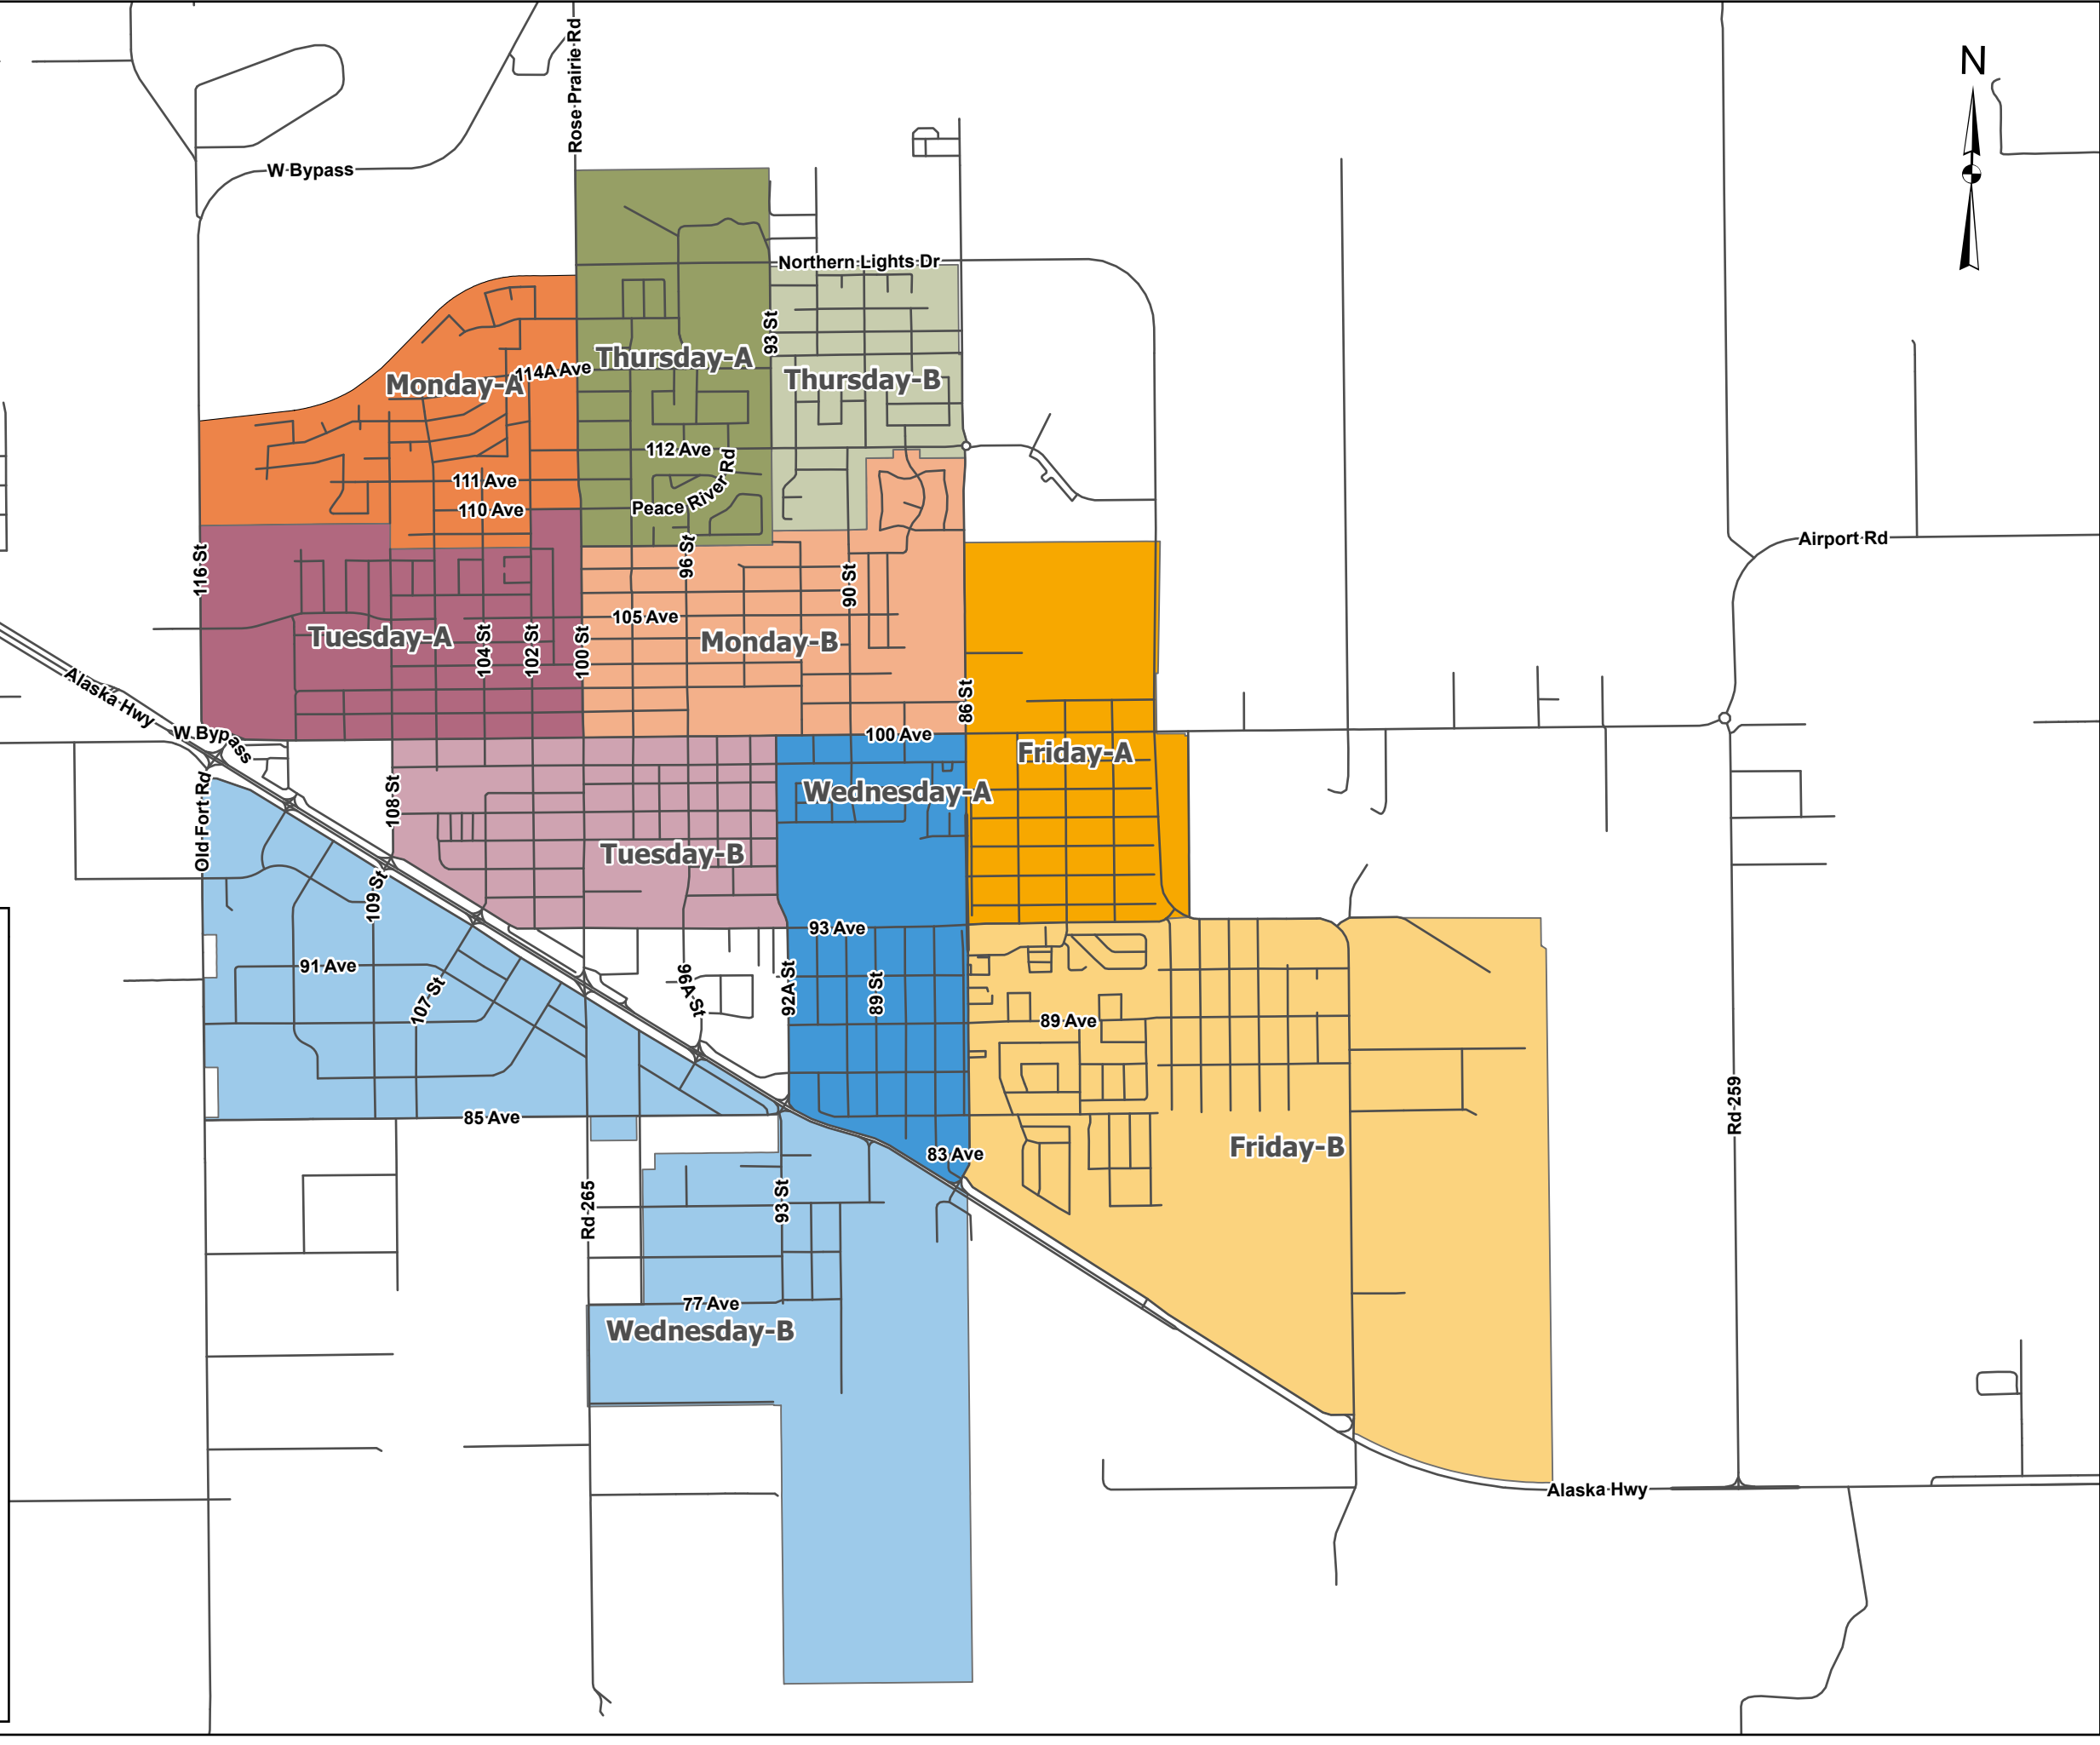 Rose Prairie Rd
N
W Bypass
Northern Lights Dr
93 St
Thursday-A
114A Ave
Monday-A
Thursday-B
112 Ave
111 Ave
Peace River Rd
110 Ave
Airport Rd
96 St
116 St
90 St
105 Ave
Tuesday-A
104 St
102 St
100 St
Monday-B
Alaska Hwy
86 St
W Bypass
100 Ave
Friday-A
Wednesday-A
108 St
Old Fort Rd
Tuesday-B
109 St
93 Ave
91 Ave
96A St
92A St
89 St
107 St
89 Ave
Rd 259
85 Ave
Friday-B
83 Ave
Rd 265
93 St
77 Ave
Wednesday-B
Alaska Hwy